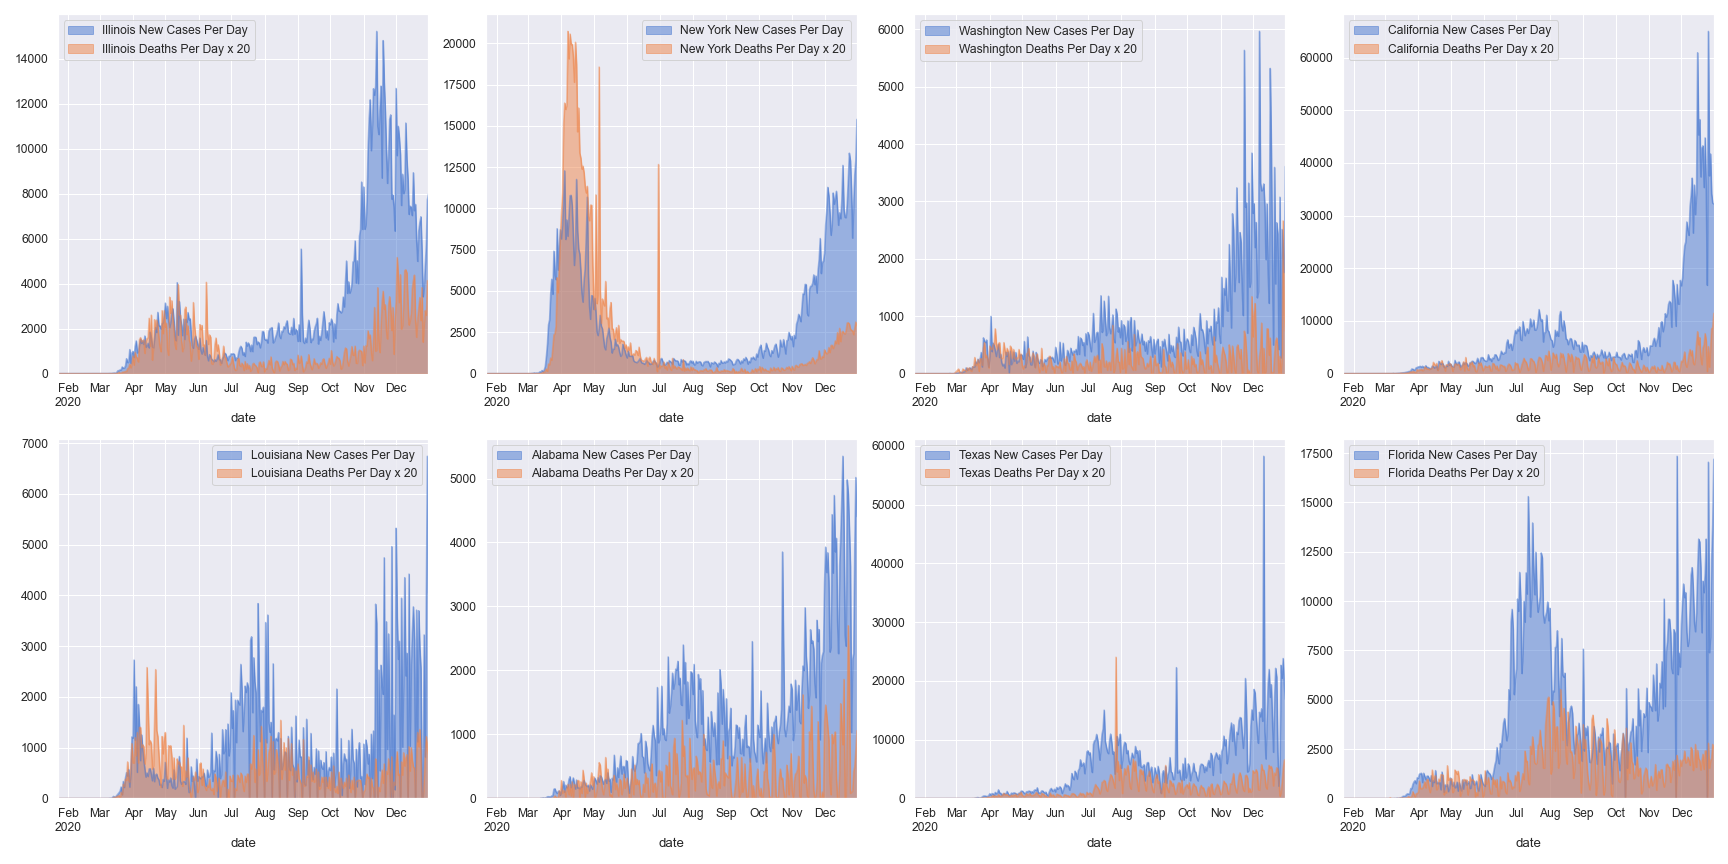 Illinois New Cases Per Day
Illinois Deaths Per Day x 20
14000
12000
10000
8000
6000
4000
2000
0
Feb Mar Apr May Jun Jul Aug Sep Oct Nov Dec
2020
date
New York New Cases Per Day
New York Deaths Per Day x 20
20000
17500
15000
12500
10000
7500
5000
2500
0
Feb Mar Apr May Jun Jul Aug Sep Oct Nov Dec
2020
date
Washington New Cases Per Day
Washington Deaths Per Day x 20
6000
5000
4000
3000
2000
1000
0
Feb Mar Apr May Jun Jul Aug Sep Oct Nov Dec
2020
date
California New Cases Per Day
California Deaths Per Day x 20
60000
50000
40000
30000
20000
10000
0
Feb Mar Apr May Jun Jul Aug Sep Oct Nov Dec
2020
date
Louisiana New Cases Per Day
Louisiana Deaths Per Day x 20
7000
6000
5000
4000
3000
2000
1000
0
Feb Mar Apr May Jun Jul Aug Sep Oct Nov Dec
2020
date
Alabama New Cases Per Day
Alabama Deaths Per Day x 20
5000
4000
3000
2000
1000
0
Feb Mar Apr May Jun Jul Aug Sep Oct Nov Dec
2020
date
Texas New Cases Per Day
Texas Deaths Per Day x 20
60000
50000
40000
30000
20000
10000
0
Feb Mar Apr May Jun Jul Aug Sep Oct Nov Dec
2020
date
Florida New Cases Per Day
Florida Deaths Per Day x 20
17500
15000
12500
10000
7500
5000
2500
0
Feb Mar Apr May Jun Jul Aug Sep Oct Nov Dec
2020
date